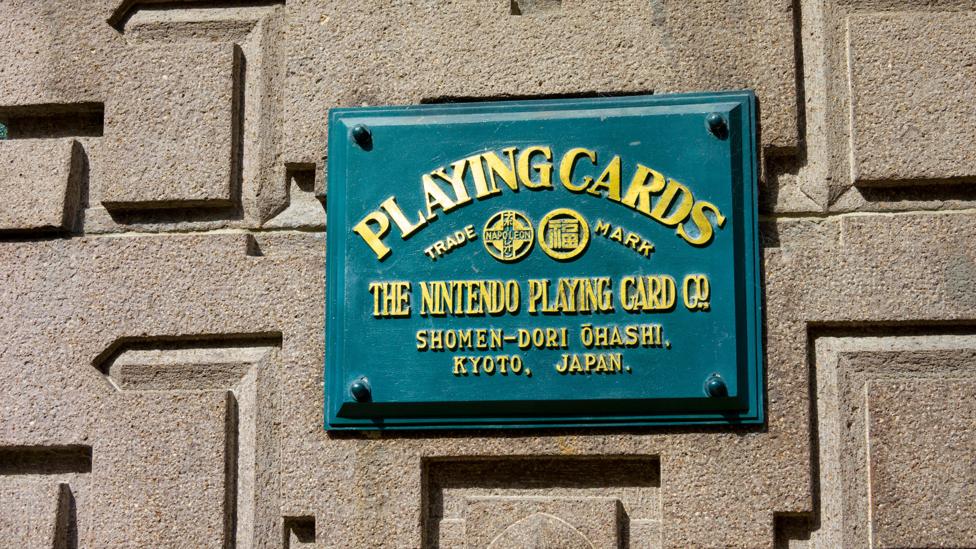 PLAYING CARDS
TRADE NAPOLEON 福 MARK
THE NINTENDO PLAYING CARD CO.
SHOMEN-DORI ŌHASHI,
KYOTO, JAPAN.